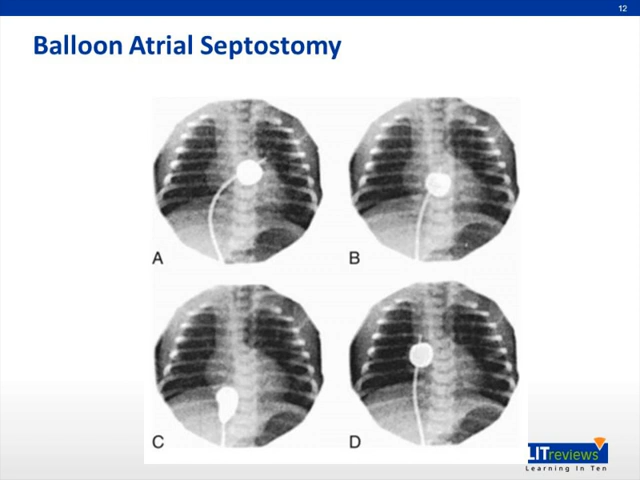 12
Balloon Atrial Septostomy
A
B
C
D
LITreviews
Learning In Ten